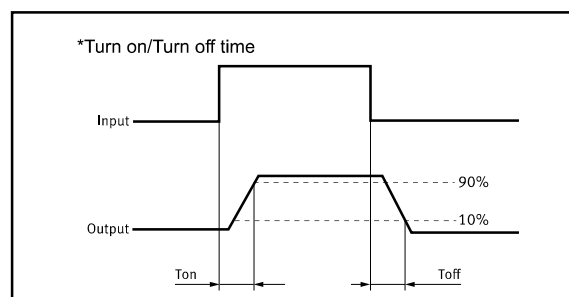 *Turn on/Turn off time
Input
90%
10%
Output
Ton
Toff